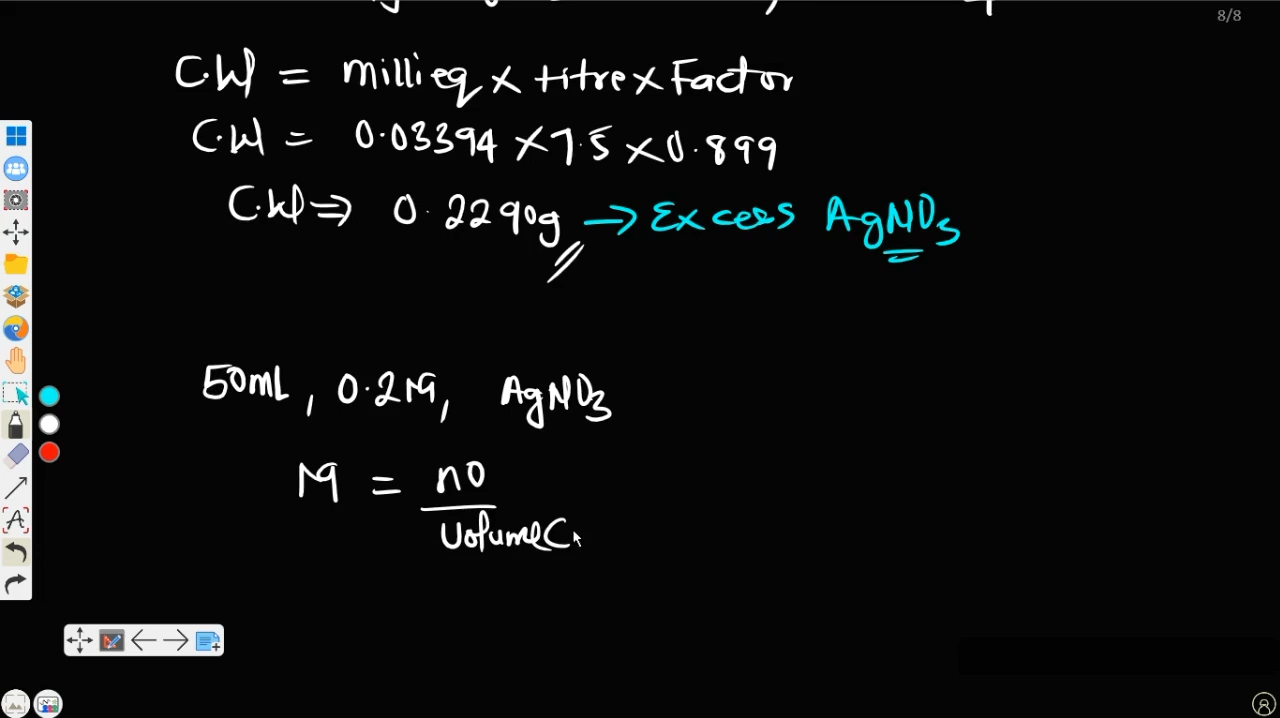 8/8
C.W = millieq × titre × Factor
C.W = 0.03394 × 7.5 × 0.899
C.W ⇒ 0.2290g → Excess AgNO3
50mL, 0.2M, AgNO3
M = no
Volume(